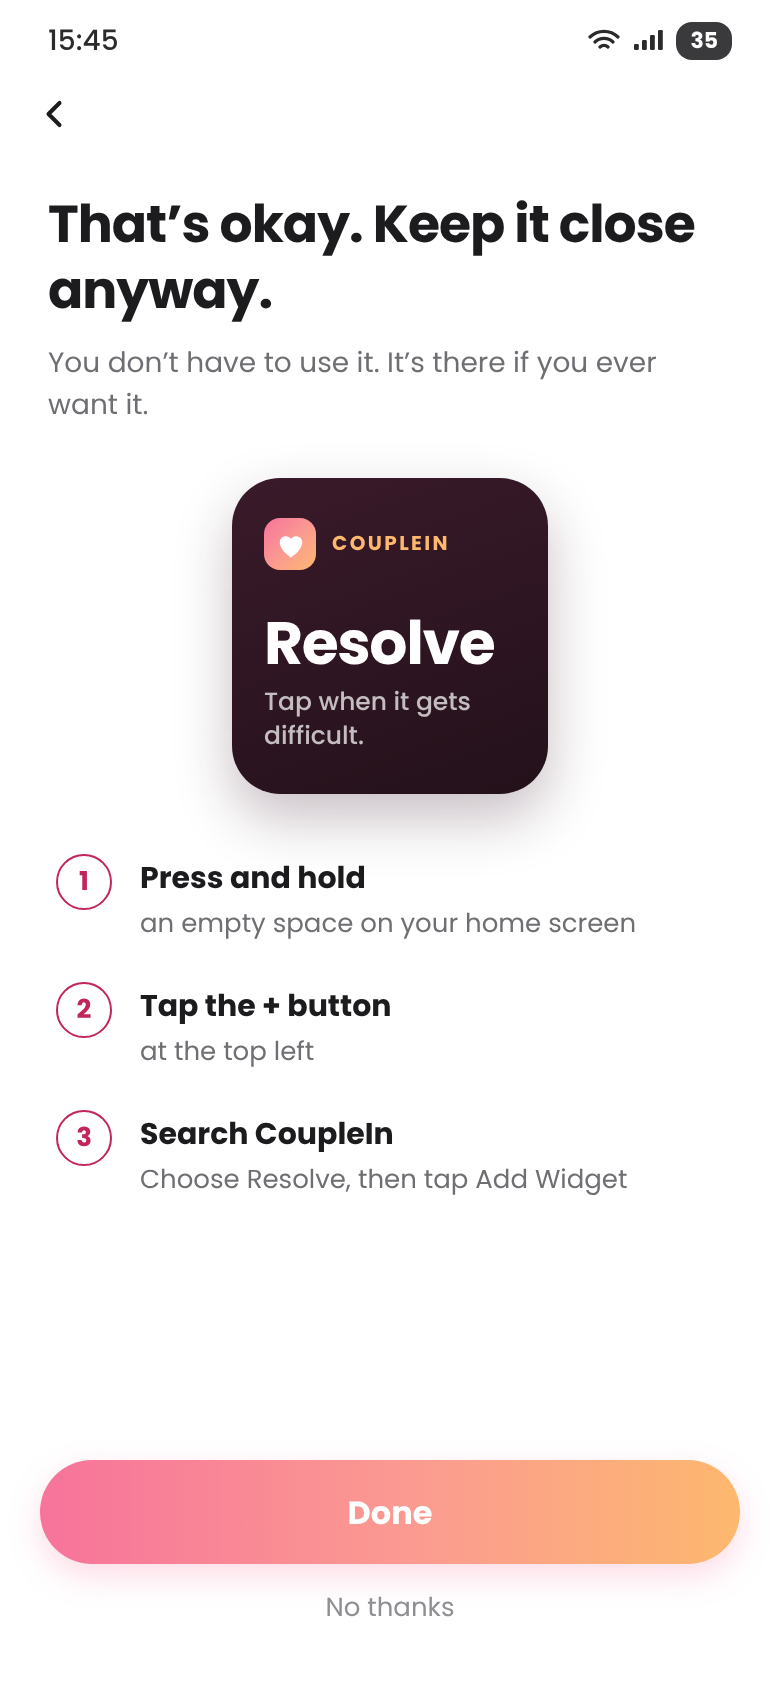 15:45
35
That’s okay. Keep it close
anyway.
You don’t have to use it. It’s there if you ever
want it.
COUPLEIN
Resolve
Tap when it gets
difficult.
1
Press and hold
an empty space on your home screen
2
Tap the + button
at the top left
3
Search CoupleIn
Choose Resolve, then tap Add Widget
Done
No thanks